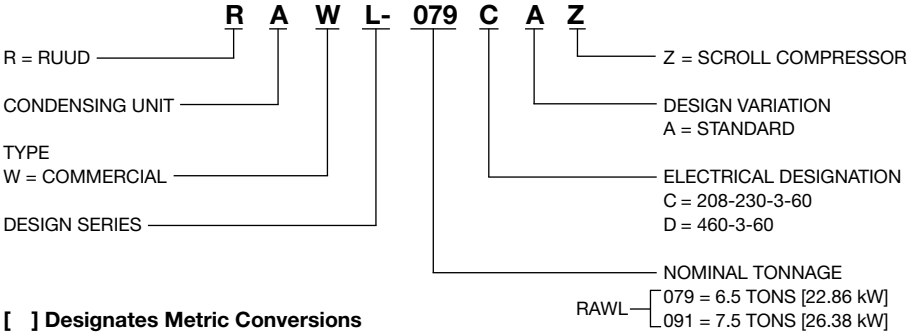 R A W L- 079 C A Z
R = RUUD
CONDENSING UNIT
TYPE
W = COMMERCIAL
DESIGN SERIES
Z = SCROLL COMPRESSOR
DESIGN VARIATION
A = STANDARD
ELECTRICAL DESIGNATION
C = 208-230-3-60
D = 460-3-60
NOMINAL TONNAGE
RAWL
079 = 6.5 TONS [22.86 kW]
091 = 7.5 TONS [26.38 kW]
[ ] Designates Metric Conversions